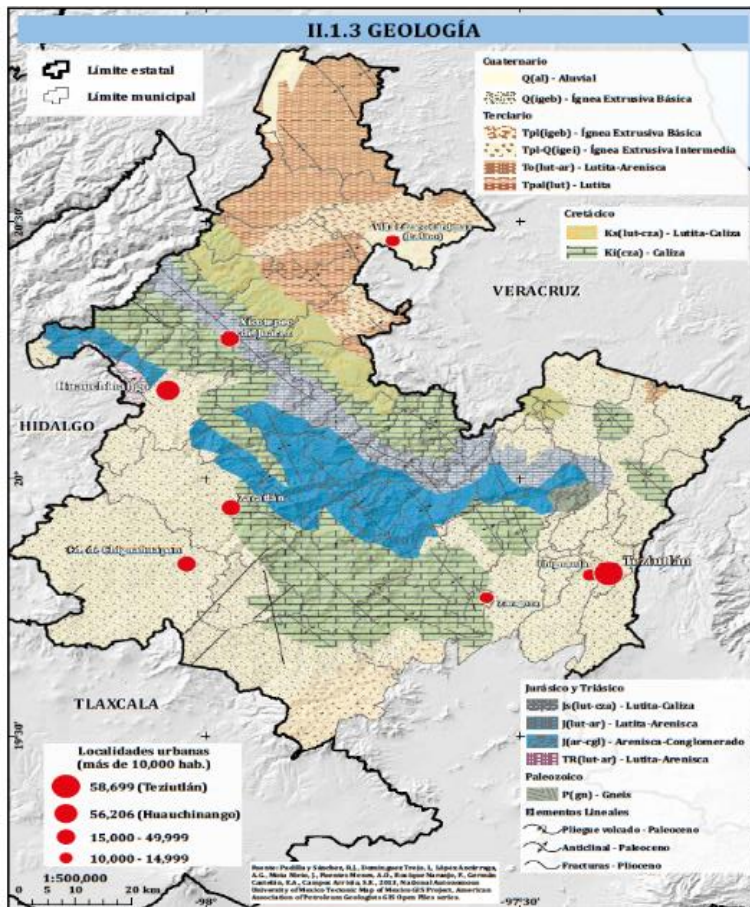 II.1.3 GEOLOGÍA
Límite estatal
Límite municipal
Cuaternario
Q(al) - Aluvial
Q(igeb) - Ígnea Extrusiva Básica
Terciario
Tpl(igeb) - Ígnea Extrusiva Básica
Tpl-Q(igei) - Ígnea Extrusiva Intermedia
To(lut-ar) - Lutita-Arenisca
Tpal(lut) - Lutita
Cretácico
Ks(lut-cza) - Lutita-Caliza
Ki(cza) - Caliza
20°30'
VERACRUZ
Xicotepec
de Juárez
Huauchinango
HIDALGO
20°
Zacatlán
Cd. de Chignahuapan
Teziutlán
Zaragoza
TLAXCALA
19°30'
Localidades urbanas
(más de 10,000 hab.)
58,699 (Teziutlán)
56,206 (Huauchinango)
15,000 - 49,999
10,000 - 14,999
1:500,000
0 5 10 20 km
Jurásico y Triásico
Js(lut-cza) - Lutita-Caliza
J(lut-ar) - Lutita-Arenisca
J(ar-cgl) - Arenisca-Conglomerado
TR(lut-ar) - Lutita-Arenisca
Paleozoico
P(gn) - Gneis
Elementos Lineales
Pliegue volcado - Paleoceno
Anticlinal - Paleoceno
Fracturas - Plioceno
-98°
-97°30'